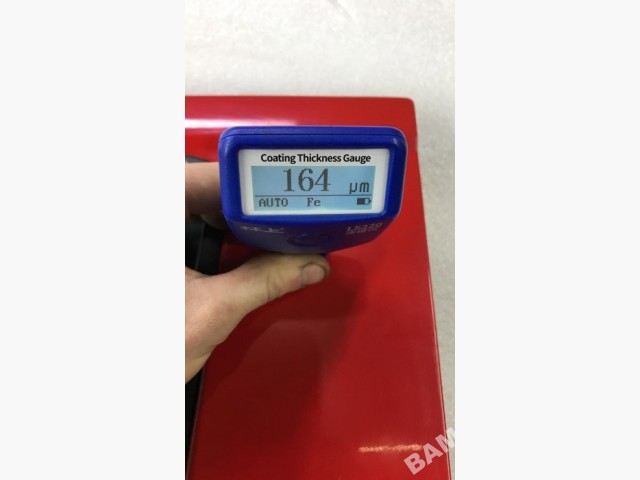 Coating Thickness Gauge
164 μm
AUTO Fe
BAM